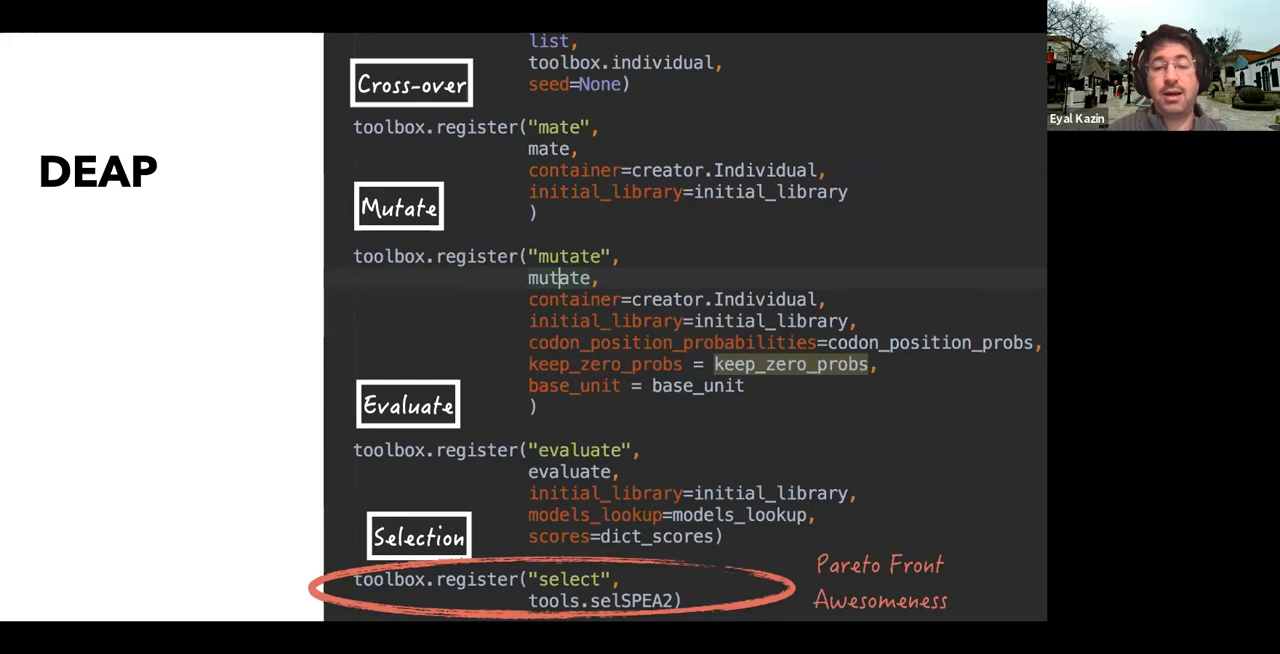 list,
toolbox.individual,
Cross-over
seed=None)
toolbox.register("mate",
mate,
container=creator.Individual,
initial_library=initial_library
Mutate
)
toolbox.register("mutate",
mutate,
container=creator.Individual,
initial_library=initial_library,
codon_position_probabilities=codon_position_probs,
keep_zero_probs = keep_zero_probs,
base_unit = base_unit
Evaluate
)
toolbox.register("evaluate",
evaluate,
initial_library=initial_library,
models_lookup=models_lookup,
Selection
scores=dict_scores)
toolbox.register("select",
tools.selSPEA2)
Pareto Front
Awesomeness
DEAP
Eyal Kazin